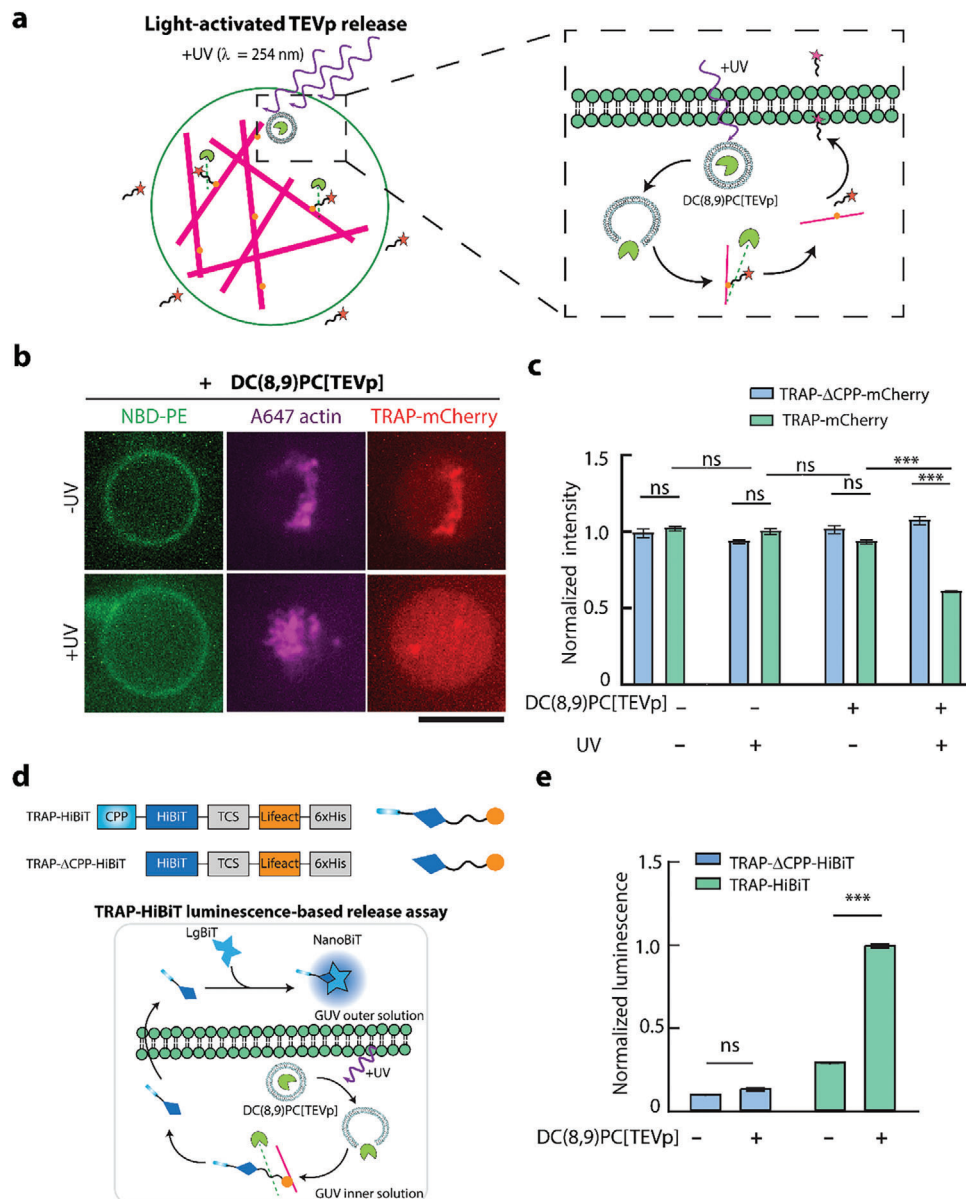 a
Light-activated TEVp release
+UV (λ = 254 nm)
+UV
DC(8,9)PC[TEVp]
b
+ DC(8,9)PC[TEVp]
NBD-PE A647 actin TRAP-mCherry
-UV
+UV
c
TRAP-ΔCPP-mCherry
TRAP-mCherry
Normalized intensity
1.5
1.0
0.5
0
ns ns ***
ns ns ns ***
DC(8,9)PC[TEVp] – – + +
UV – + – +
d
TRAP-HiBiT CPP HiBiT TCS Lifeact 6xHis
TRAP-ΔCPP-HiBiT HiBiT TCS Lifeact 6xHis
TRAP-HiBiT luminescence-based release assay
LgBiT
NanoBiT
GUV outer solution
+UV
DC(8,9)PC[TEVp]
GUV inner solution
e
TRAP-ΔCPP-HiBiT
TRAP-HiBiT
Normalized luminescence
1.5
1.0
0.5
0
ns ***
DC(8,9)PC[TEVp] – + – +